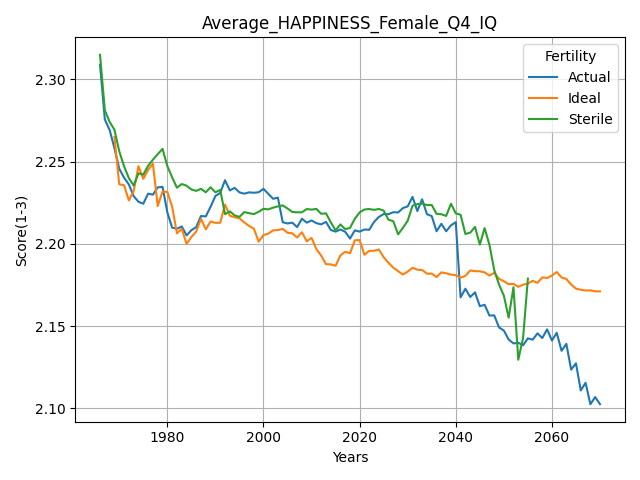 Average_HAPPINESS_Female_Q4_IQ
Fertility
Actual
Ideal
Sterile
Score(1-3)
2.30
2.25
2.20
2.15
2.10
1980
2000
2020
2040
2060
Years